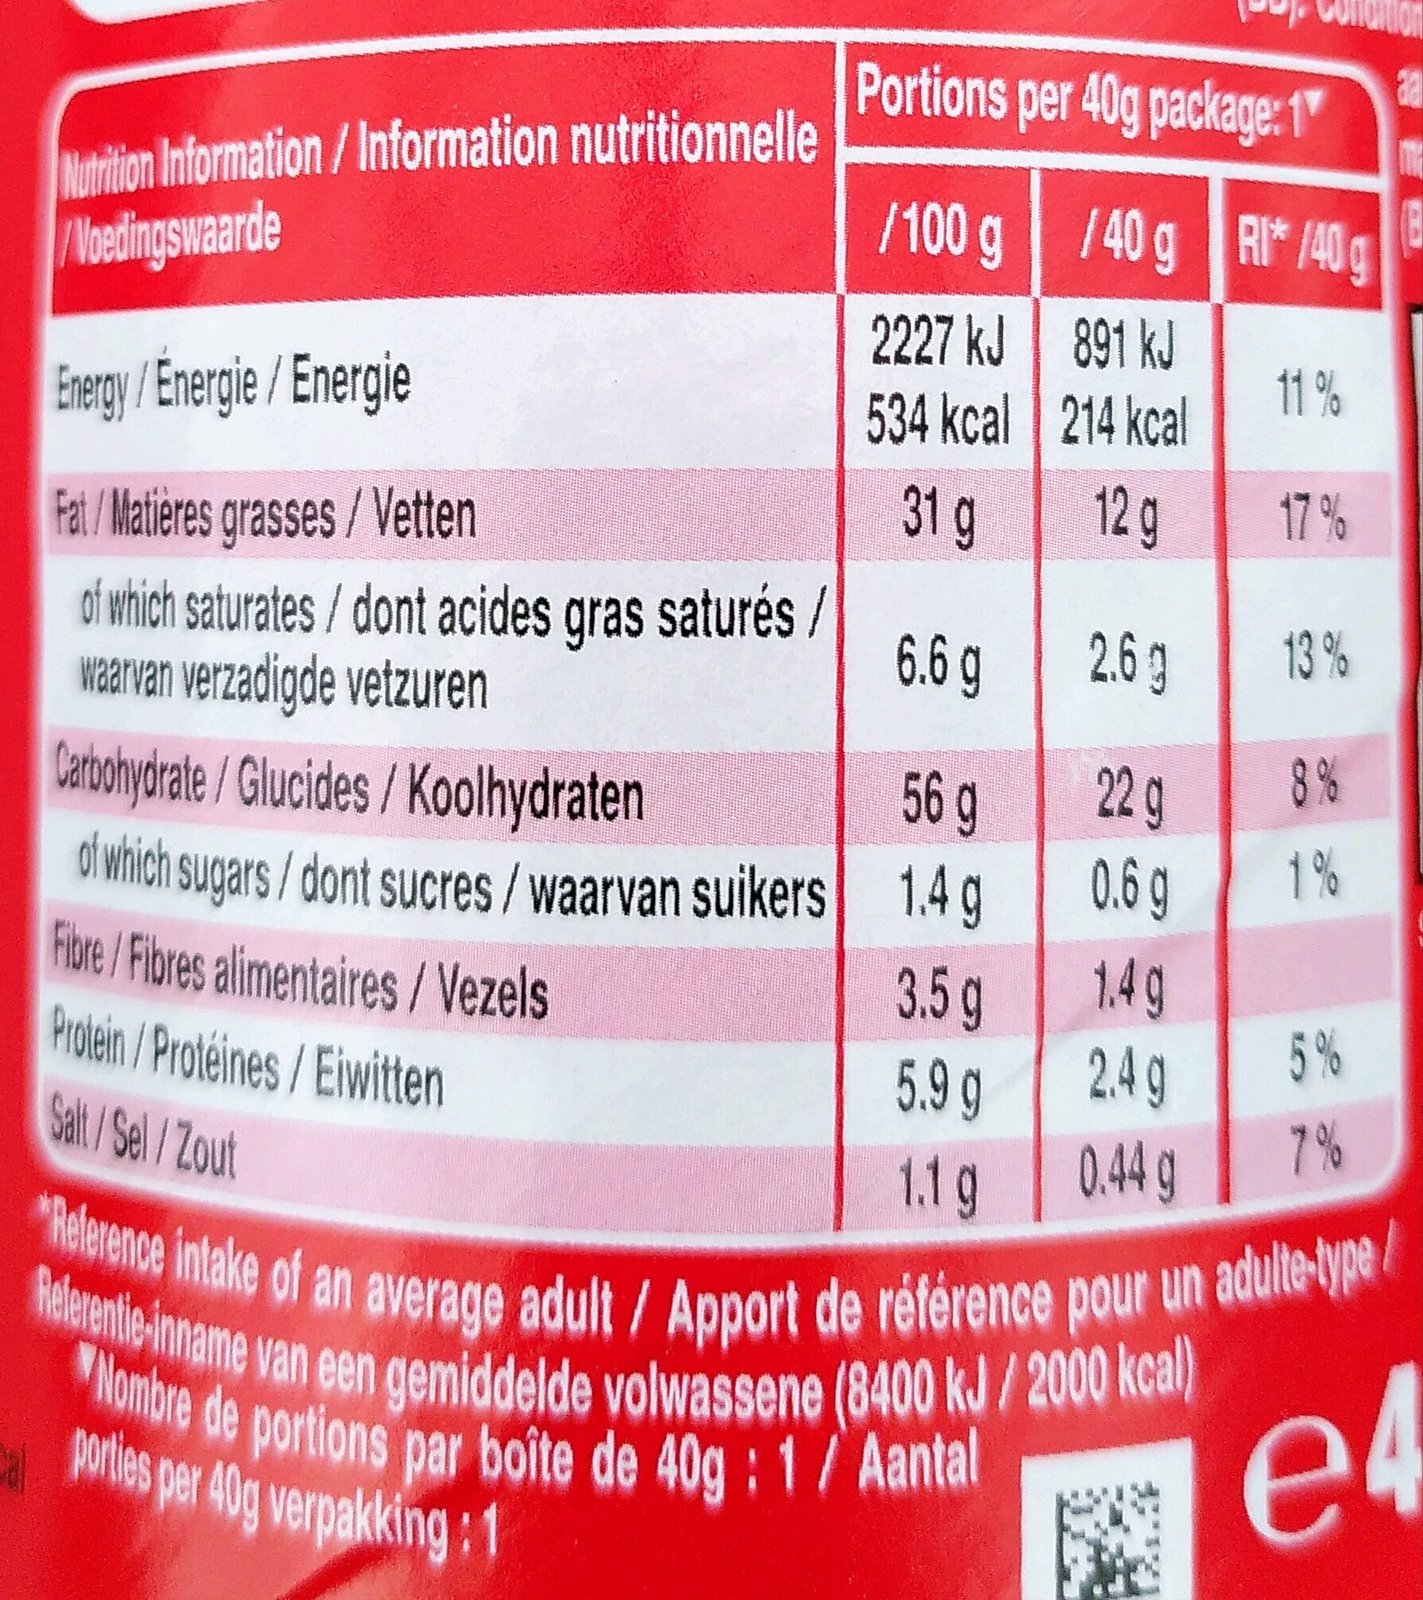 Portions per 40g package: 1▼
Nutrition Information / Information nutritionnelle
/ Voedingswaarde
/ 100 g / 40 g RI* /40 g
Energy / Énergie / Energie
2227 kJ 891 kJ
534 kcal 214 kcal
11 %
Fat / Matières grasses / Vetten 31 g 12 g 17 %
of which saturates / dont acides gras saturés /
waarvan verzadigde vetzuren
6.6 g 2.6 g 13 %
Carbohydrate / Glucides / Koolhydraten 56 g 22 g 8 %
of which sugars / dont sucres / waarvan suikers 1.4 g 0.6 g 1 %
Fibre / Fibres alimentaires / Vezels 3.5 g 1.4 g
Protein / Protéines / Eiwitten 5.9 g 2.4 g 5 %
Salt / Sel / Zout 1.1 g 0.44 g 7 %
*Reference intake of an average adult / Apport de référence pour un adulte-type /
Referentie-inname van een gemiddelde volwassene (8400 kJ / 2000 kcal)
▼Nombre de portions par boîte de 40g : 1 / Aantal
porties per 40g verpakking : 1
e4